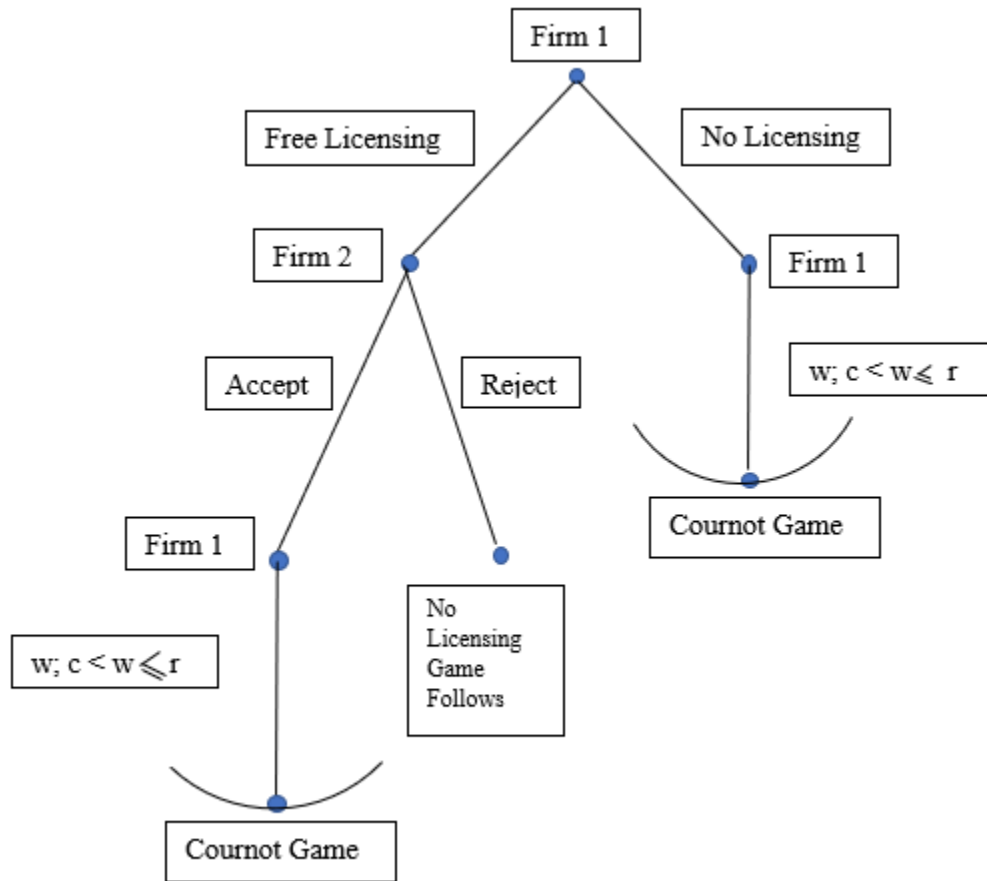 Firm 1
Free Licensing
No Licensing
Firm 2
Firm 1
Accept
Reject
w; c < w ⩽ r
Cournot Game
Firm 1
No
Licensing
Game
Follows
w; c < w ⩽ r
Cournot Game